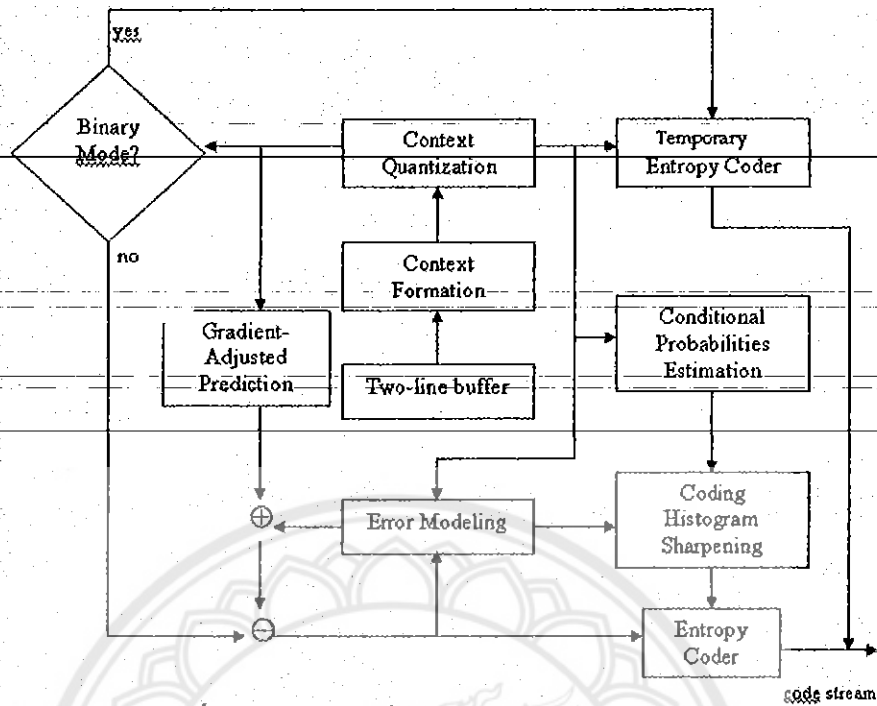 yes
Binary
Mode?
no
Context
Quantization
Temporary
Entropy Coder
Context
Formation
Gradient-
Adjusted
Prediction
Two-line buffer
Conditional
Probabilities
Estimation
Error Modeling
Coding
Histogram
Sharpening
Entropy
Coder
code stream